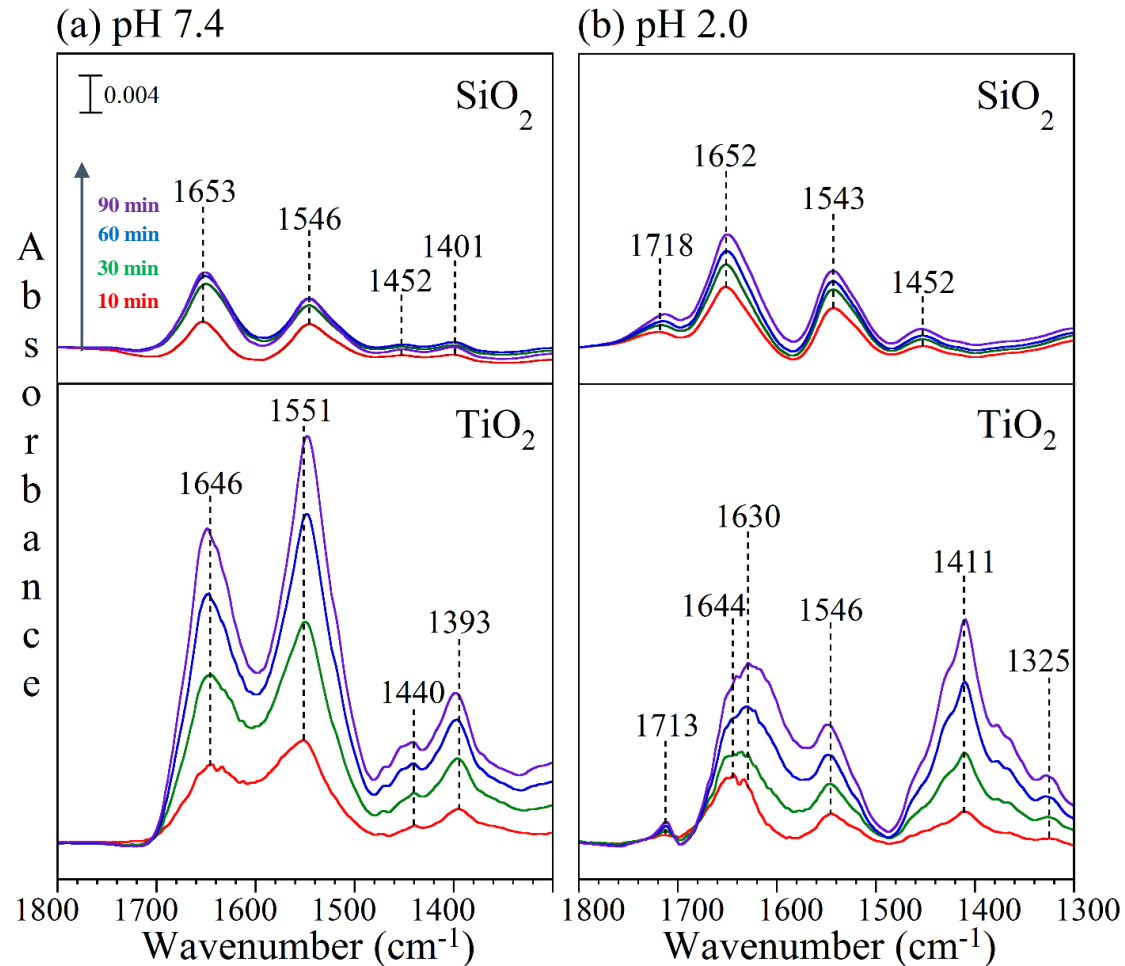 (a) pH 7.4
(b) pH 2.0
0.004
SiO2
1653
1546
1452
1401
90 min
60 min
30 min
10 min
SiO2
1718
1652
1543
1452
Absorbance
TiO2
1646
1551
1440
1393
TiO2
1713
1644
1630
1546
1411
1325
1800 1700 1600 1500 1400
1800 1700 1600 1500 1400 1300
Wavenumber (cm-1)
Wavenumber (cm-1)